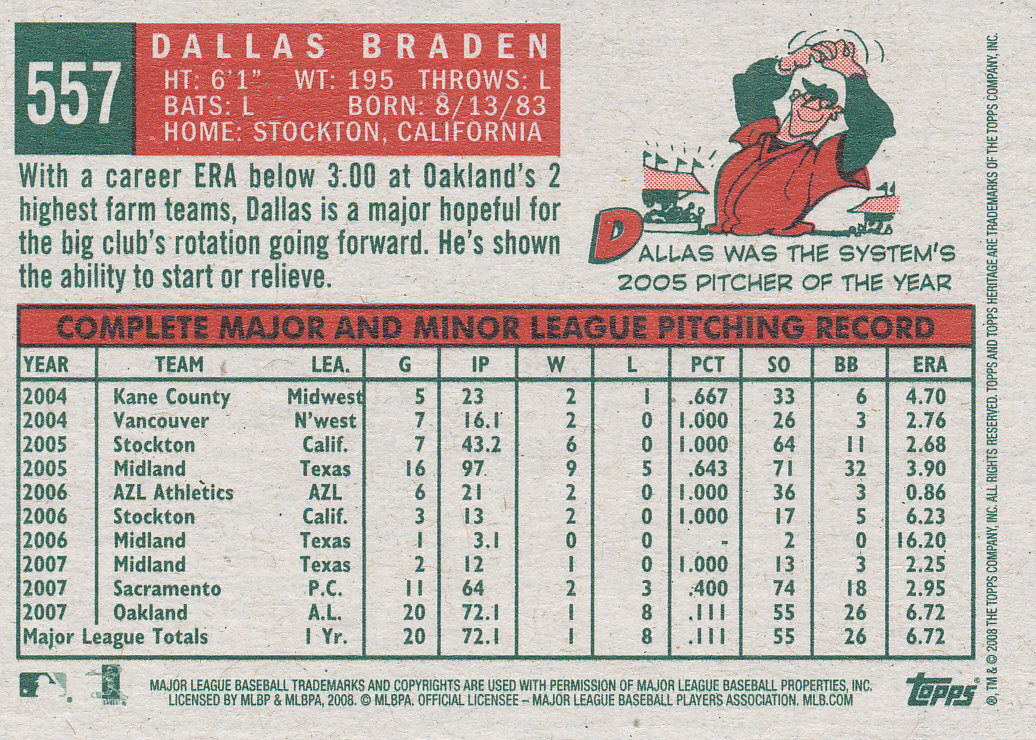 557
DALLAS BRADEN
HT: 6'1" WT: 195 THROWS: L
BATS: L BORN: 8/13/83
HOME: STOCKTON, CALIFORNIA
With a career ERA below 3.00 at Oakland's 2
highest farm teams, Dallas is a major hopeful for
the big club's rotation going forward. He's shown
the ability to start or relieve.
DALLAS WAS THE SYSTEM'S
2005 PITCHER OF THE YEAR
COMPLETE MAJOR AND MINOR LEAGUE PITCHING RECORD
YEAR TEAM LEA. G IP W L PCT SO BB ERA
2004 Kane County Midwest 5 23 2 1 .667 33 6 4.70
2004 Vancouver N'west 7 16.1 2 0 1.000 26 3 2.76
2005 Stockton Calif. 7 43.2 6 0 1.000 64 11 2.68
2005 Midland Texas 16 97 9 5 .643 71 32 3.90
2006 AZL Athletics AZL 6 21 2 0 1.000 36 3 0.86
2006 Stockton Calif. 3 13 2 0 1.000 17 5 6.23
2006 Midland Texas 1 3.1 0 0 - 2 0 16.20
2007 Midland Texas 2 12 1 0 1.000 13 3 2.25
2007 Sacramento P.C. 11 64 2 3 .400 74 18 2.95
2007 Oakland A.L. 20 72.1 1 8 .111 55 26 6.72
Major League Totals 1 Yr. 20 72.1 1 8 .111 55 26 6.72
MAJOR LEAGUE BASEBALL TRADEMARKS AND COPYRIGHTS ARE USED WITH PERMISSION OF MAJOR LEAGUE BASEBALL PROPERTIES, INC.
LICENSED BY MLBP & MLBPA, 2008. © MLBPA. OFFICIAL LICENSEE – MAJOR LEAGUE BASEBALL PLAYERS ASSOCIATION. MLB.COM
Topps®
®, TM & © 2008 THE TOPPS COMPANY, INC. ALL RIGHTS RESERVED. TOPPS AND TOPPS HERITAGE ARE TRADEMARKS OF THE TOPPS COMPANY, INC.